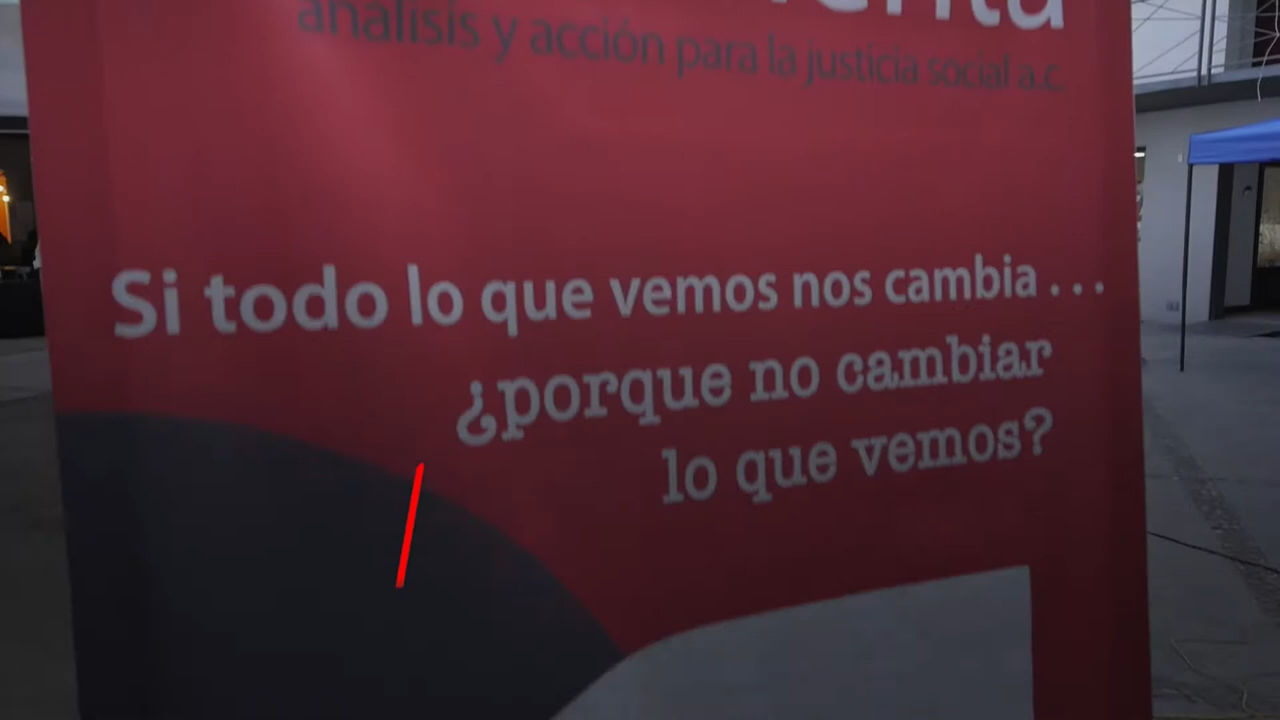 análisis y acción para la justicia social a.c.
Si todo lo que vemos nos cambia . . .
¿porque no cambiar
lo que vemos?